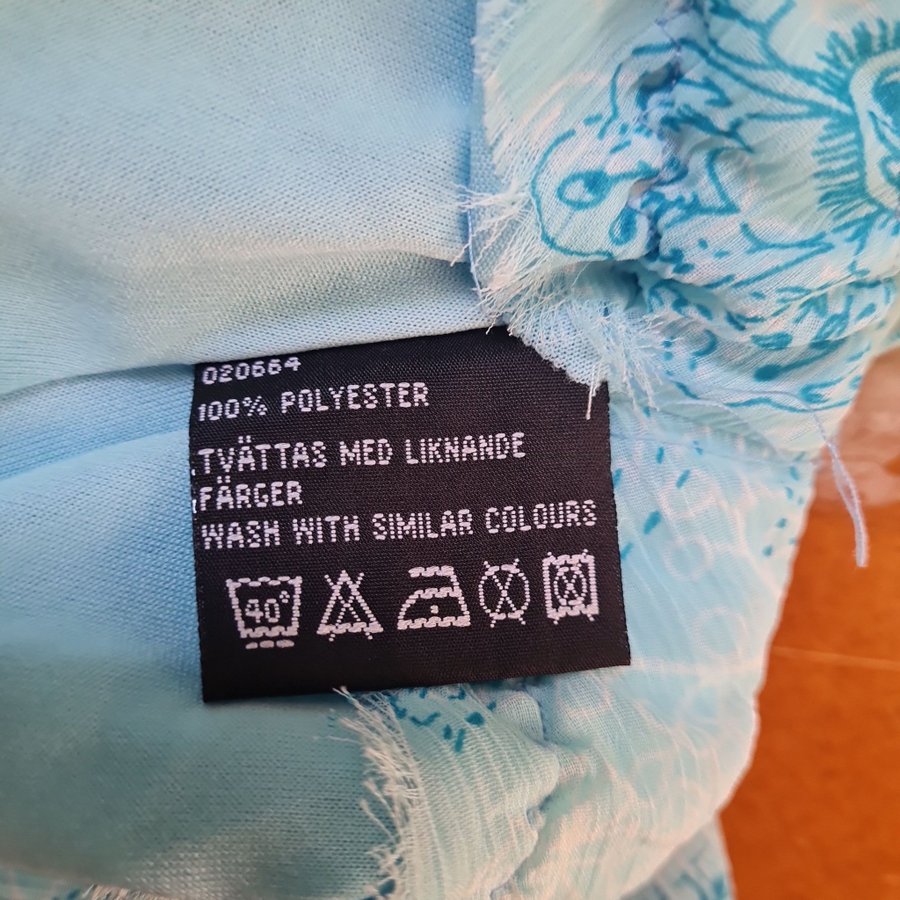 020664
100% POLYESTER
TVÄTTAS MED LIKNANDE
FÄRGER
WASH WITH SIMILAR COLOURS
40°